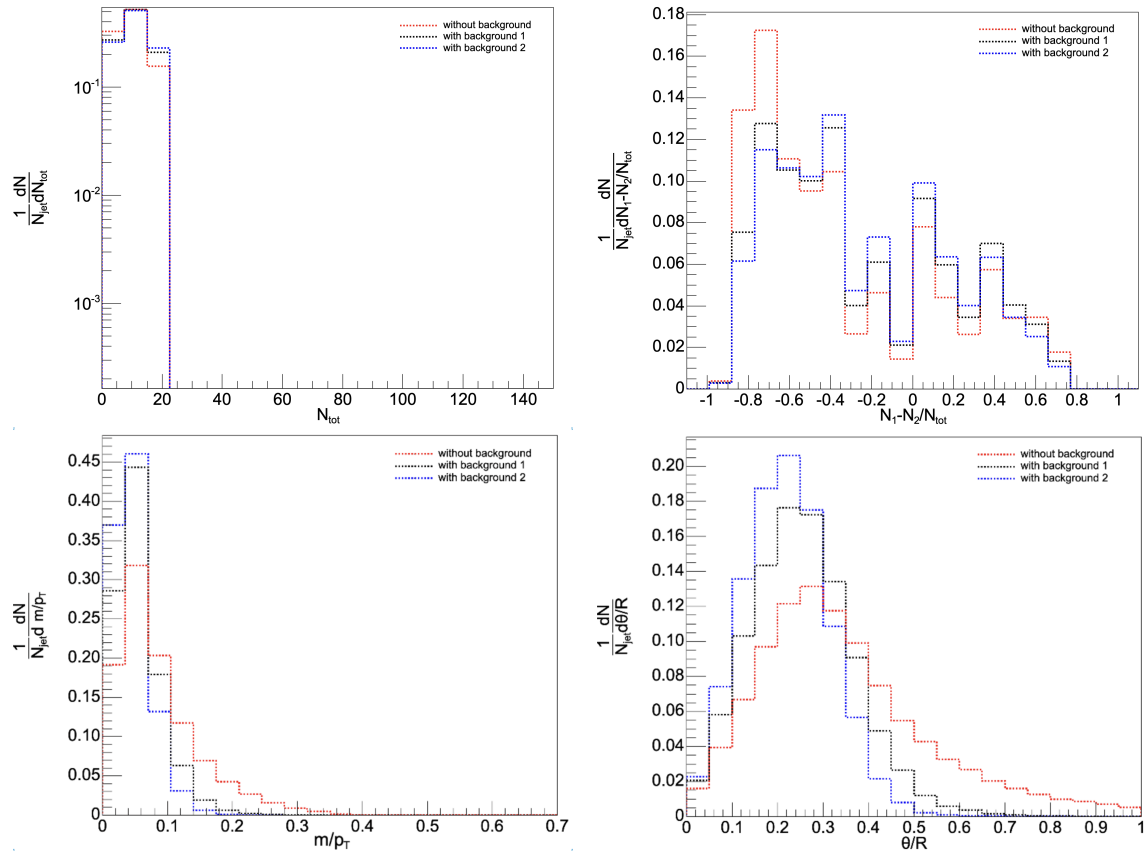 without background
with background 1
with background 2
10⁻¹
10⁻²
10⁻³
1 dN
N_jet dN_tot
0 20 40 60 80 100 120 140
N_tot
without background
with background 1
with background 2
0.18
0.16
0.14
0.12
0.10
0.08
0.06
0.04
0.02
0
1 dN
N_jet dN₁-N₂/N_tot
-1 -0.8 -0.6 -0.4 -0.2 0 0.2 0.4 0.6 0.8 1
N₁-N₂/N_tot
without background
with background 1
with background 2
0.45
0.40
0.35
0.30
0.25
0.20
0.15
0.10
0.05
0
1 dN
N_jet d m/p_T
0 0.1 0.2 0.3 0.4 0.5 0.6 0.7
m/p_T
without background
with background 1
with background 2
0.20
0.18
0.16
0.14
0.12
0.10
0.08
0.06
0.04
0.02
0
1 dN
N_jet dθ/R
0 0.1 0.2 0.3 0.4 0.5 0.6 0.7 0.8 0.9 1
θ/R